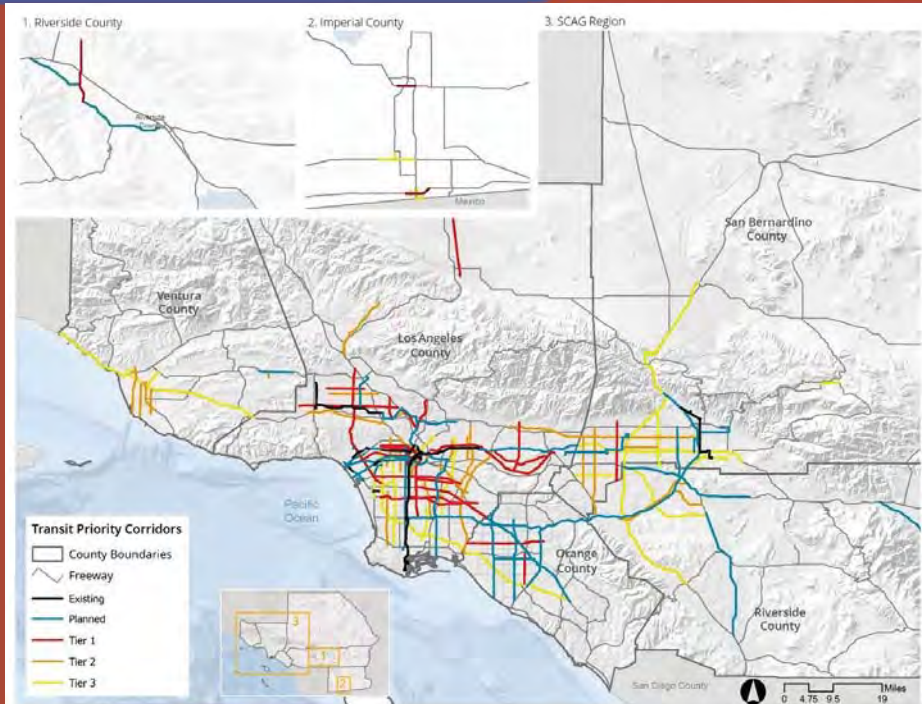 1. Riverside County
2. Imperial County
3. SCAG Region
Riverside
County
Mexico
San Bernardino
County
Ventura
County
Los Angeles
County
Pacific
Ocean
Orange
County
Riverside
County
San Diego County
Transit Priority Corridors
County Boundaries
Freeway
Existing
Planned
Tier 1
Tier 2
Tier 3
3
1
2
Miles
0 4.75 9.5 19